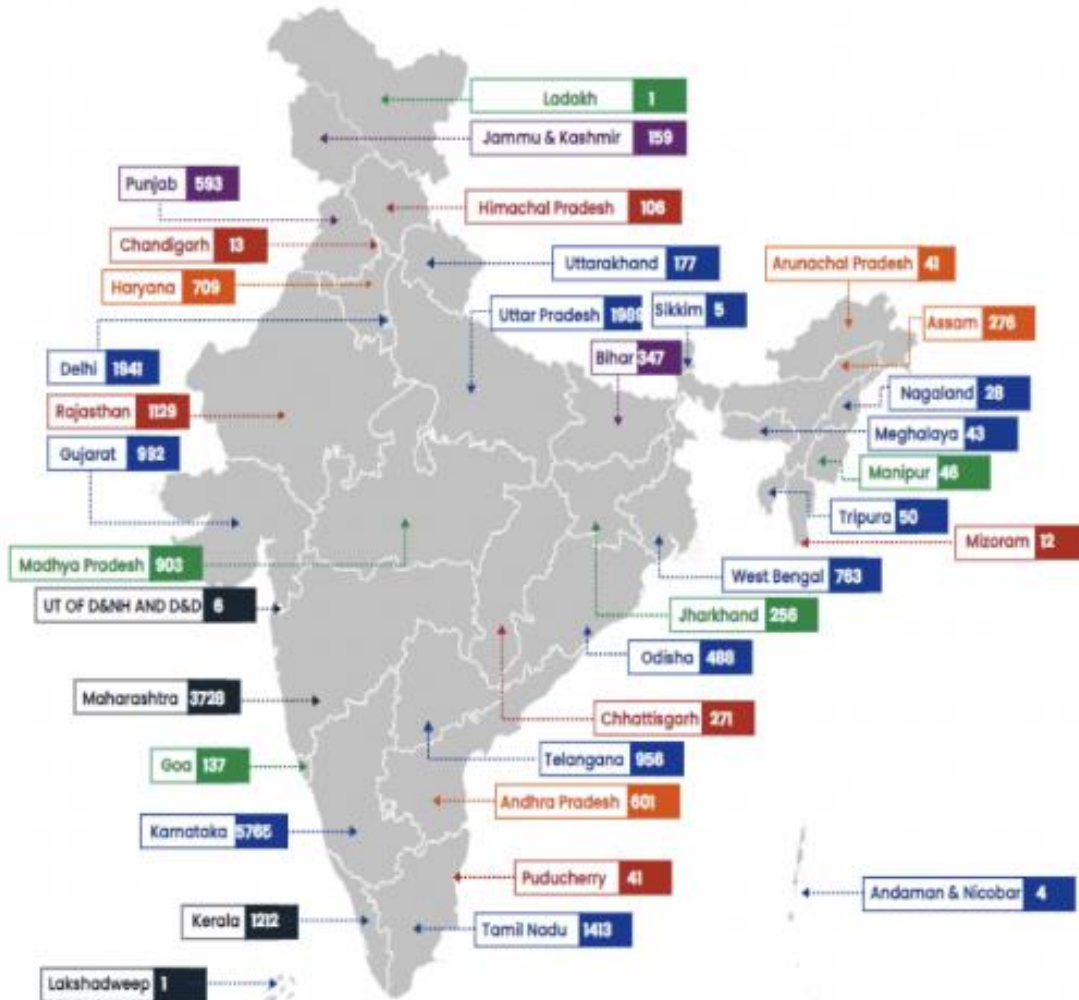 Ladakh 1
Jammu & Kashmir 159
Punjab 593
Himachal Pradesh 106
Chandigarh 13
Uttarakhand 177
Arunachal Pradesh 41
Haryana 709
Uttar Pradesh
Sikkim 5
Assam 276
Bihar 347
Delhi 1941
Nagaland 28
Rajasthan 1129
Meghalaya 43
Gujarat 992
Manipur 46
Tripura 50
Mizoram 12
Madhya Pradesh 903
West Bengal 763
UT OF D&NH AND D&D 6
Jharkhand 256
Odisha 488
Maharashtra 3728
Chhattisgarh 271
Goa 137
Telangana 956
Andhra Pradesh 601
Karnataka 5765
Puducherry 41
Andaman & Nicobar 4
Kerala 1212
Tamil Nadu 1413
Lakshadweep 1